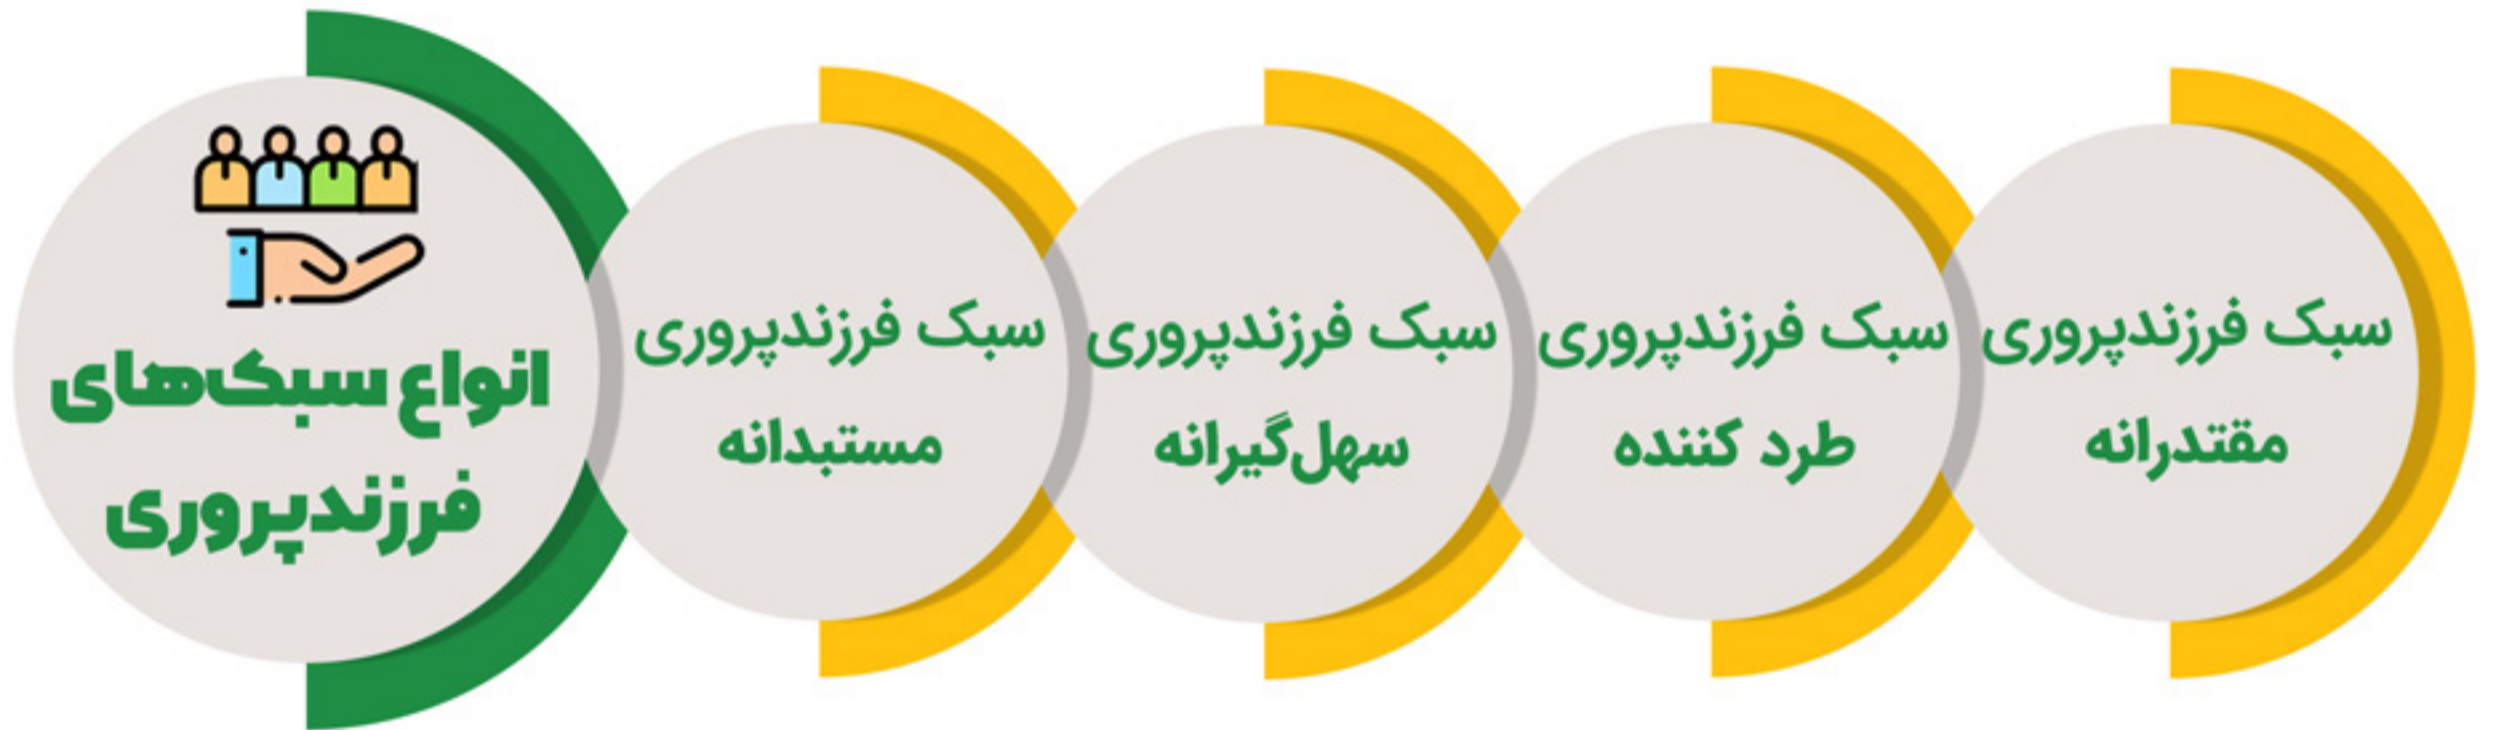 انواع سبک‌های
فرزندپروری
سبک فرزندپروری
مستبدانه
سبک فرزندپروری
سهل‌گیرانه
سبک فرزندپروری
طرد کننده
سبک فرزندپروری
مقتدرانه